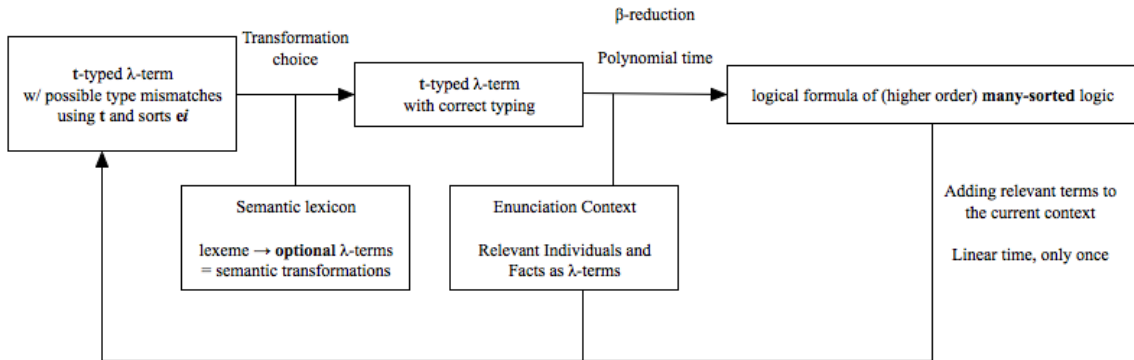 β-reduction
Transformation
choice
Polynomial time
t-typed λ-term
w/ possible type mismatches
using t and sorts ei
t-typed λ-term
with correct typing
logical formula of (higher order) many-sorted logic
Semantic lexicon
lexeme → optional λ-terms
= semantic transformations
Enunciation Context
Relevant Individuals and
Facts as λ-terms
Adding relevant terms to
the current context
Linear time, only once